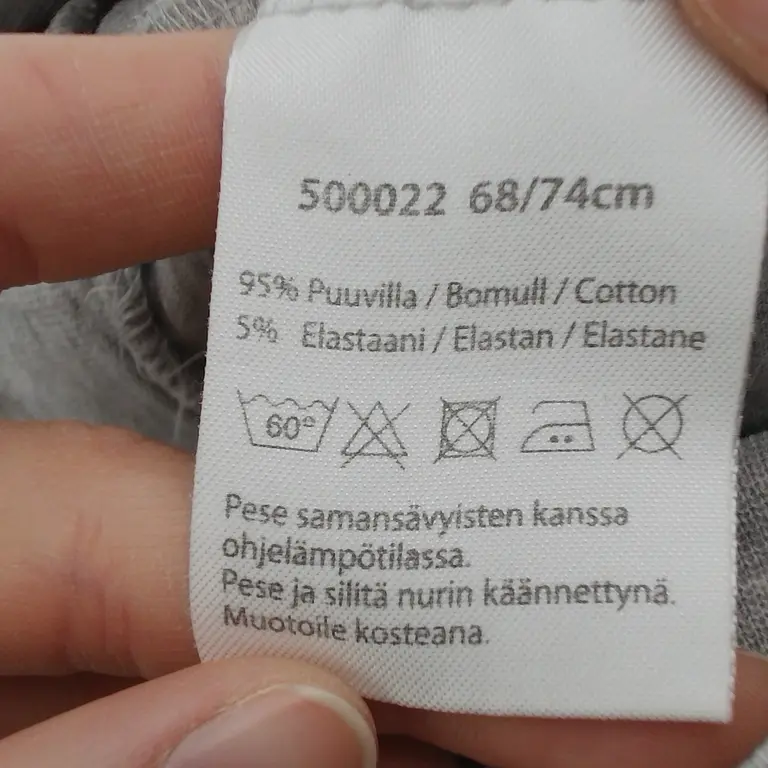 500022 68/74cm
95% Puuvilla / Bomull / Cotton
5% Elastaani / Elastan / Elastane
60°
Pese samansävyisten kanssa
ohjelämpötilassa.
Pese ja silitä nurin käännettynä.
Muotoile kosteana.